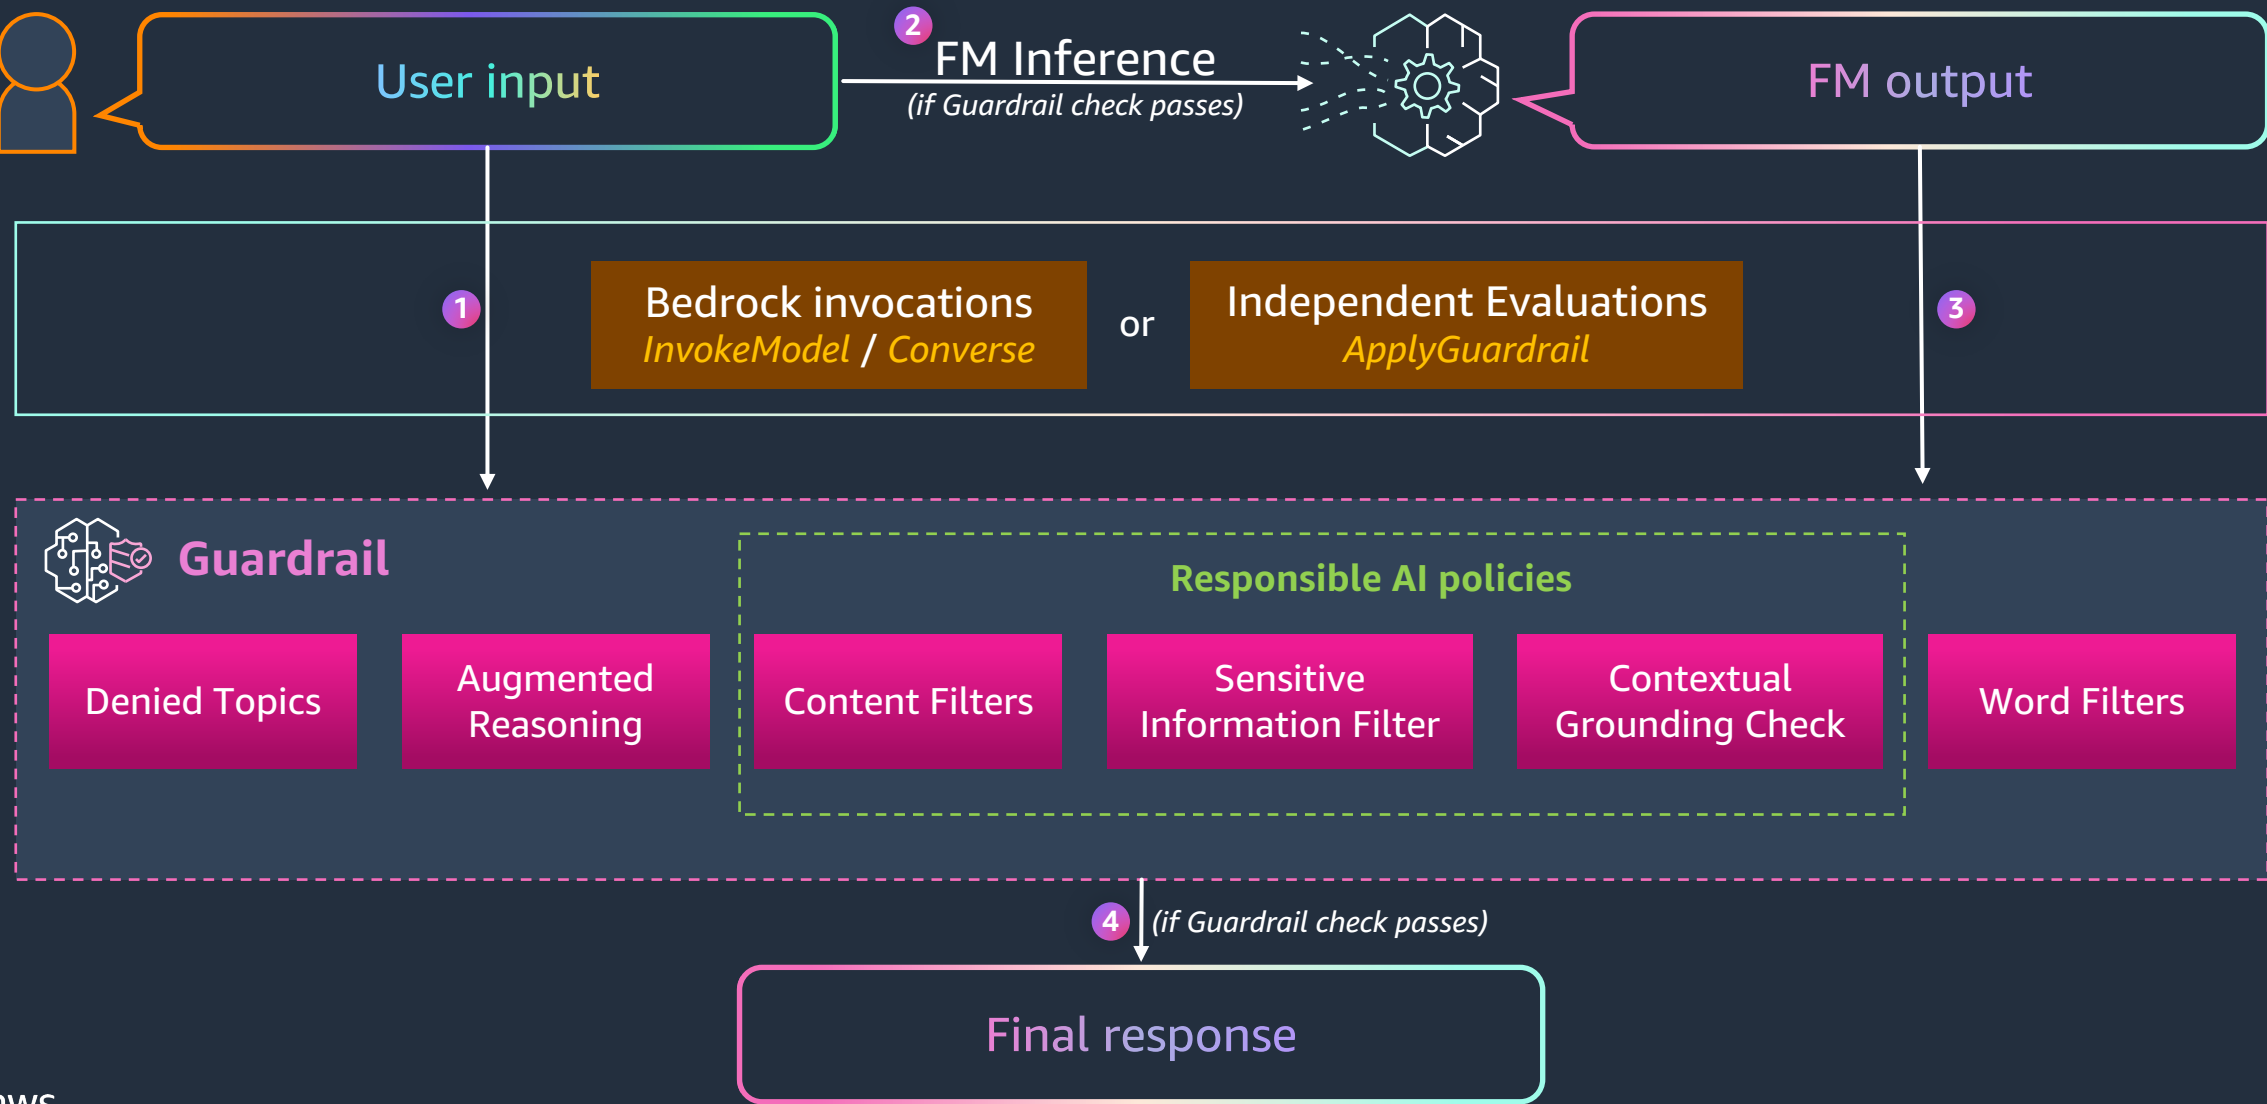 User input
2
FM Inference
(if Guardrail check passes)
FM output
1
Bedrock invocations
InvokeModel / Converse
or
Independent Evaluations
ApplyGuardrail
3
Guardrail
Responsible AI policies
Denied Topics
Augmented
Reasoning
Content Filters
Sensitive
Information Filter
Contextual
Grounding Check
Word Filters
4
(if Guardrail check passes)
Final response